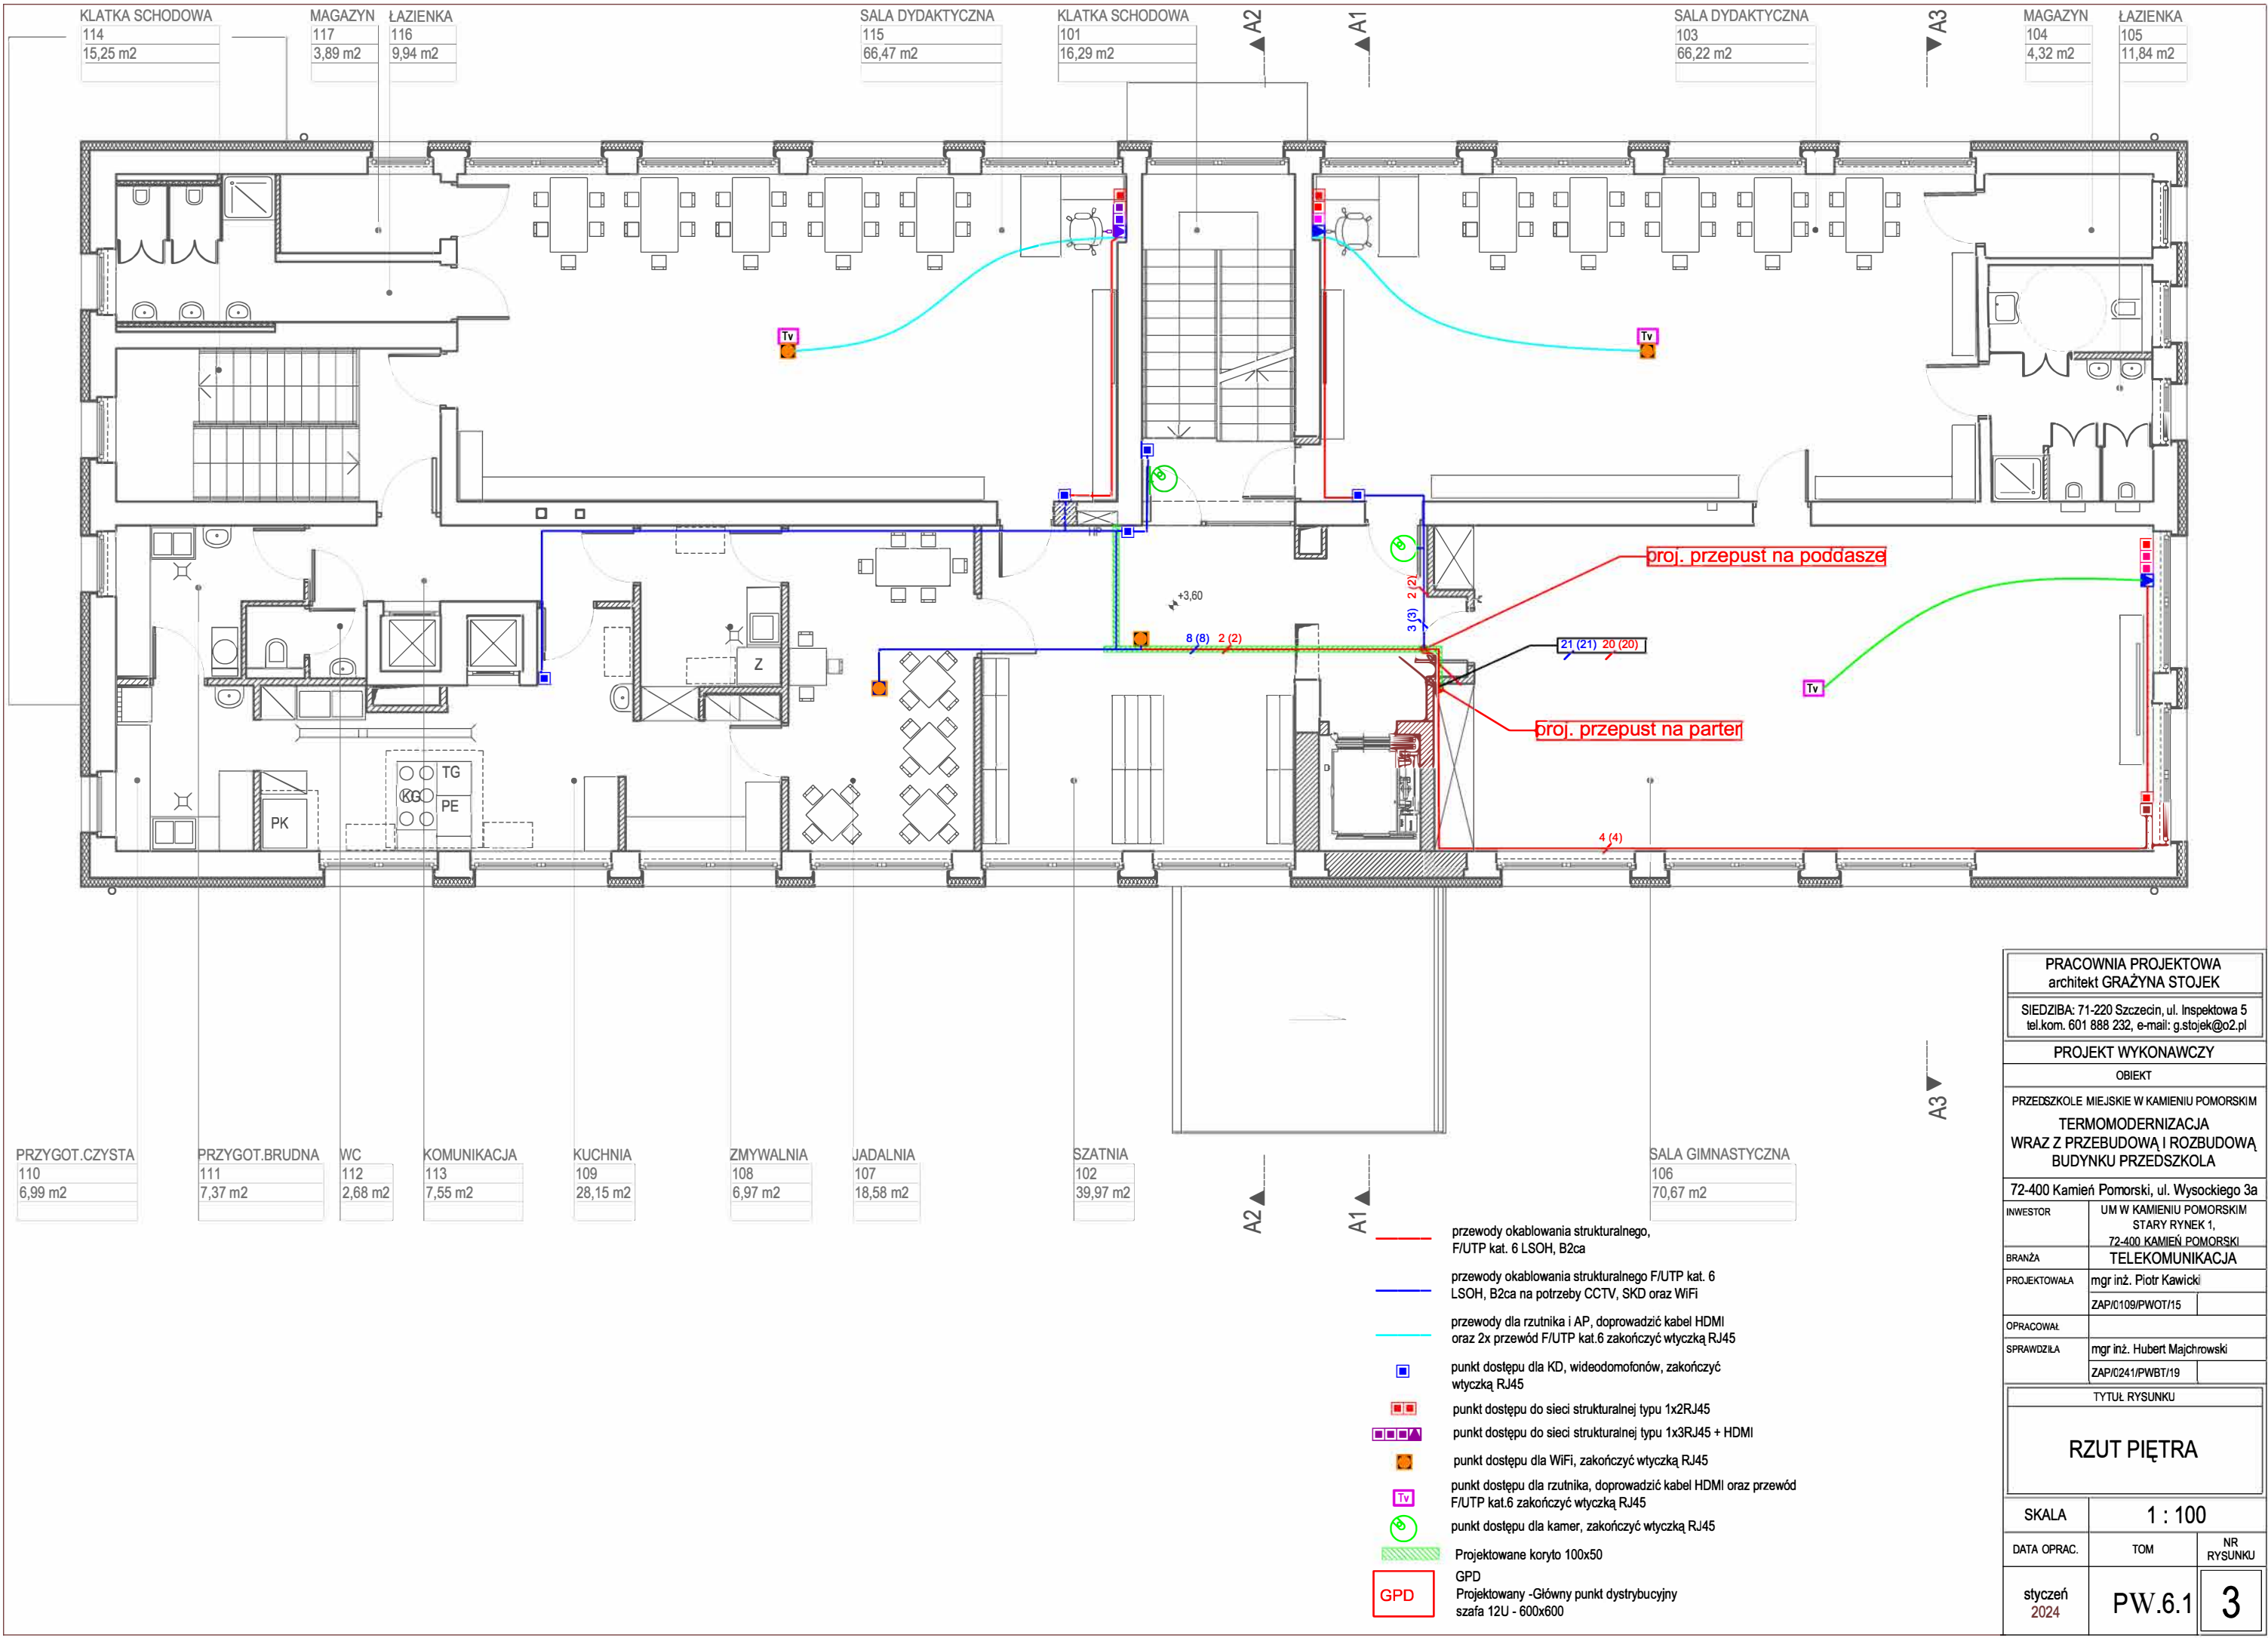 KLATKA SCHODOWA
114
15,25 m2
MAGAZYN
117
3,89 m2
ŁAZIENKA
116
9,94 m2
SALA DYDAKTYCZNA
115
66,47 m2
KLATKA SCHODOWA
101
16,29 m2
A2
A1
SALA DYDAKTYCZNA
103
66,22 m2
A3
MAGAZYN
104
4,32 m2
ŁAZIENKA
105
11,84 m2
Tv
Tv
HP
proj. przepust na poddasze
2 (2)
3 (3)
+3,60
8 (8) 2 (2)
21 (21) 20 (20)
Z
Tv
proj. przepust na parter
TG
KG
PE
PK
4 (4)
PRZYGOT.CZYSTA
110
6,99 m2
PRZYGOT.BRUDNA
111
7,37 m2
WC
112
2,68 m2
KOMUNIKACJA
113
7,55 m2
KUCHNIA
109
28,15 m2
ZMYWALNIA
108
6,97 m2
JADALNIA
107
18,58 m2
SZATNIA
102
39,97 m2
A2
A1
SALA GIMNASTYCZNA
106
70,67 m2
A3
przewody okablowania strukturalnego,
F/UTP kat. 6 LSOH, B2ca
przewody okablowania strukturalnego F/UTP kat. 6
LSOH, B2ca na potrzeby CCTV, SKD oraz WiFi
przewody dla rzutnika i AP, doprowadzić kabel HDMI
oraz 2x przewód F/UTP kat.6 zakończyć wtyczką RJ45
punkt dostępu dla KD, wideodomofonów, zakończyć
wtyczką RJ45
punkt dostępu do sieci strukturalnej typu 1x2RJ45
punkt dostępu do sieci strukturalnej typu 1x3RJ45 + HDMI
punkt dostępu dla WiFi, zakończyć wtyczką RJ45
Tv
punkt dostępu dla rzutnika, doprowadzić kabel HDMI oraz przewód
F/UTP kat.6 zakończyć wtyczką RJ45
punkt dostępu dla kamer, zakończyć wtyczką RJ45
Projektowane koryto 100x50
GPD
GPD
Projektowany -Główny punkt dystrybucyjny
szafa 12U - 600x600
PRACOWNIA PROJEKTOWA
architekt GRAŻYNA STOJEK
SIEDZIBA: 71-220 Szczecin, ul. Inspektowa 5
tel.kom. 601 888 232, e-mail: g.stojek@o2.pl
PROJEKT WYKONAWCZY
OBIEKT
PRZEDSZKOLE MIEJSKIE W KAMIENIU POMORSKIM
TERMOMODERNIZACJA
WRAZ Z PRZEBUDOWĄ I ROZBUDOWĄ
BUDYNKU PRZEDSZKOLA
72-400 Kamień Pomorski, ul. Wysockiego 3a
INWESTOR
UM W KAMIENIU POMORSKIM
STARY RYNEK 1,
72-400 KAMIEŃ POMORSKI
BRANŻA
TELEKOMUNIKACJA
PROJEKTOWAŁA
mgr inż. Piotr Kawicki
ZAP/0109/PWOT/15
OPRACOWAŁ
SPRAWDZIŁA
mgr inż. Hubert Majchrowski
ZAP/0241/PWBT/19
TYTUŁ RYSUNKU
RZUT PIĘTRA
SKALA
1 : 100
DATA OPRAC.
TOM
NR
RYSUNKU
styczeń
2024
PW.6.1
3